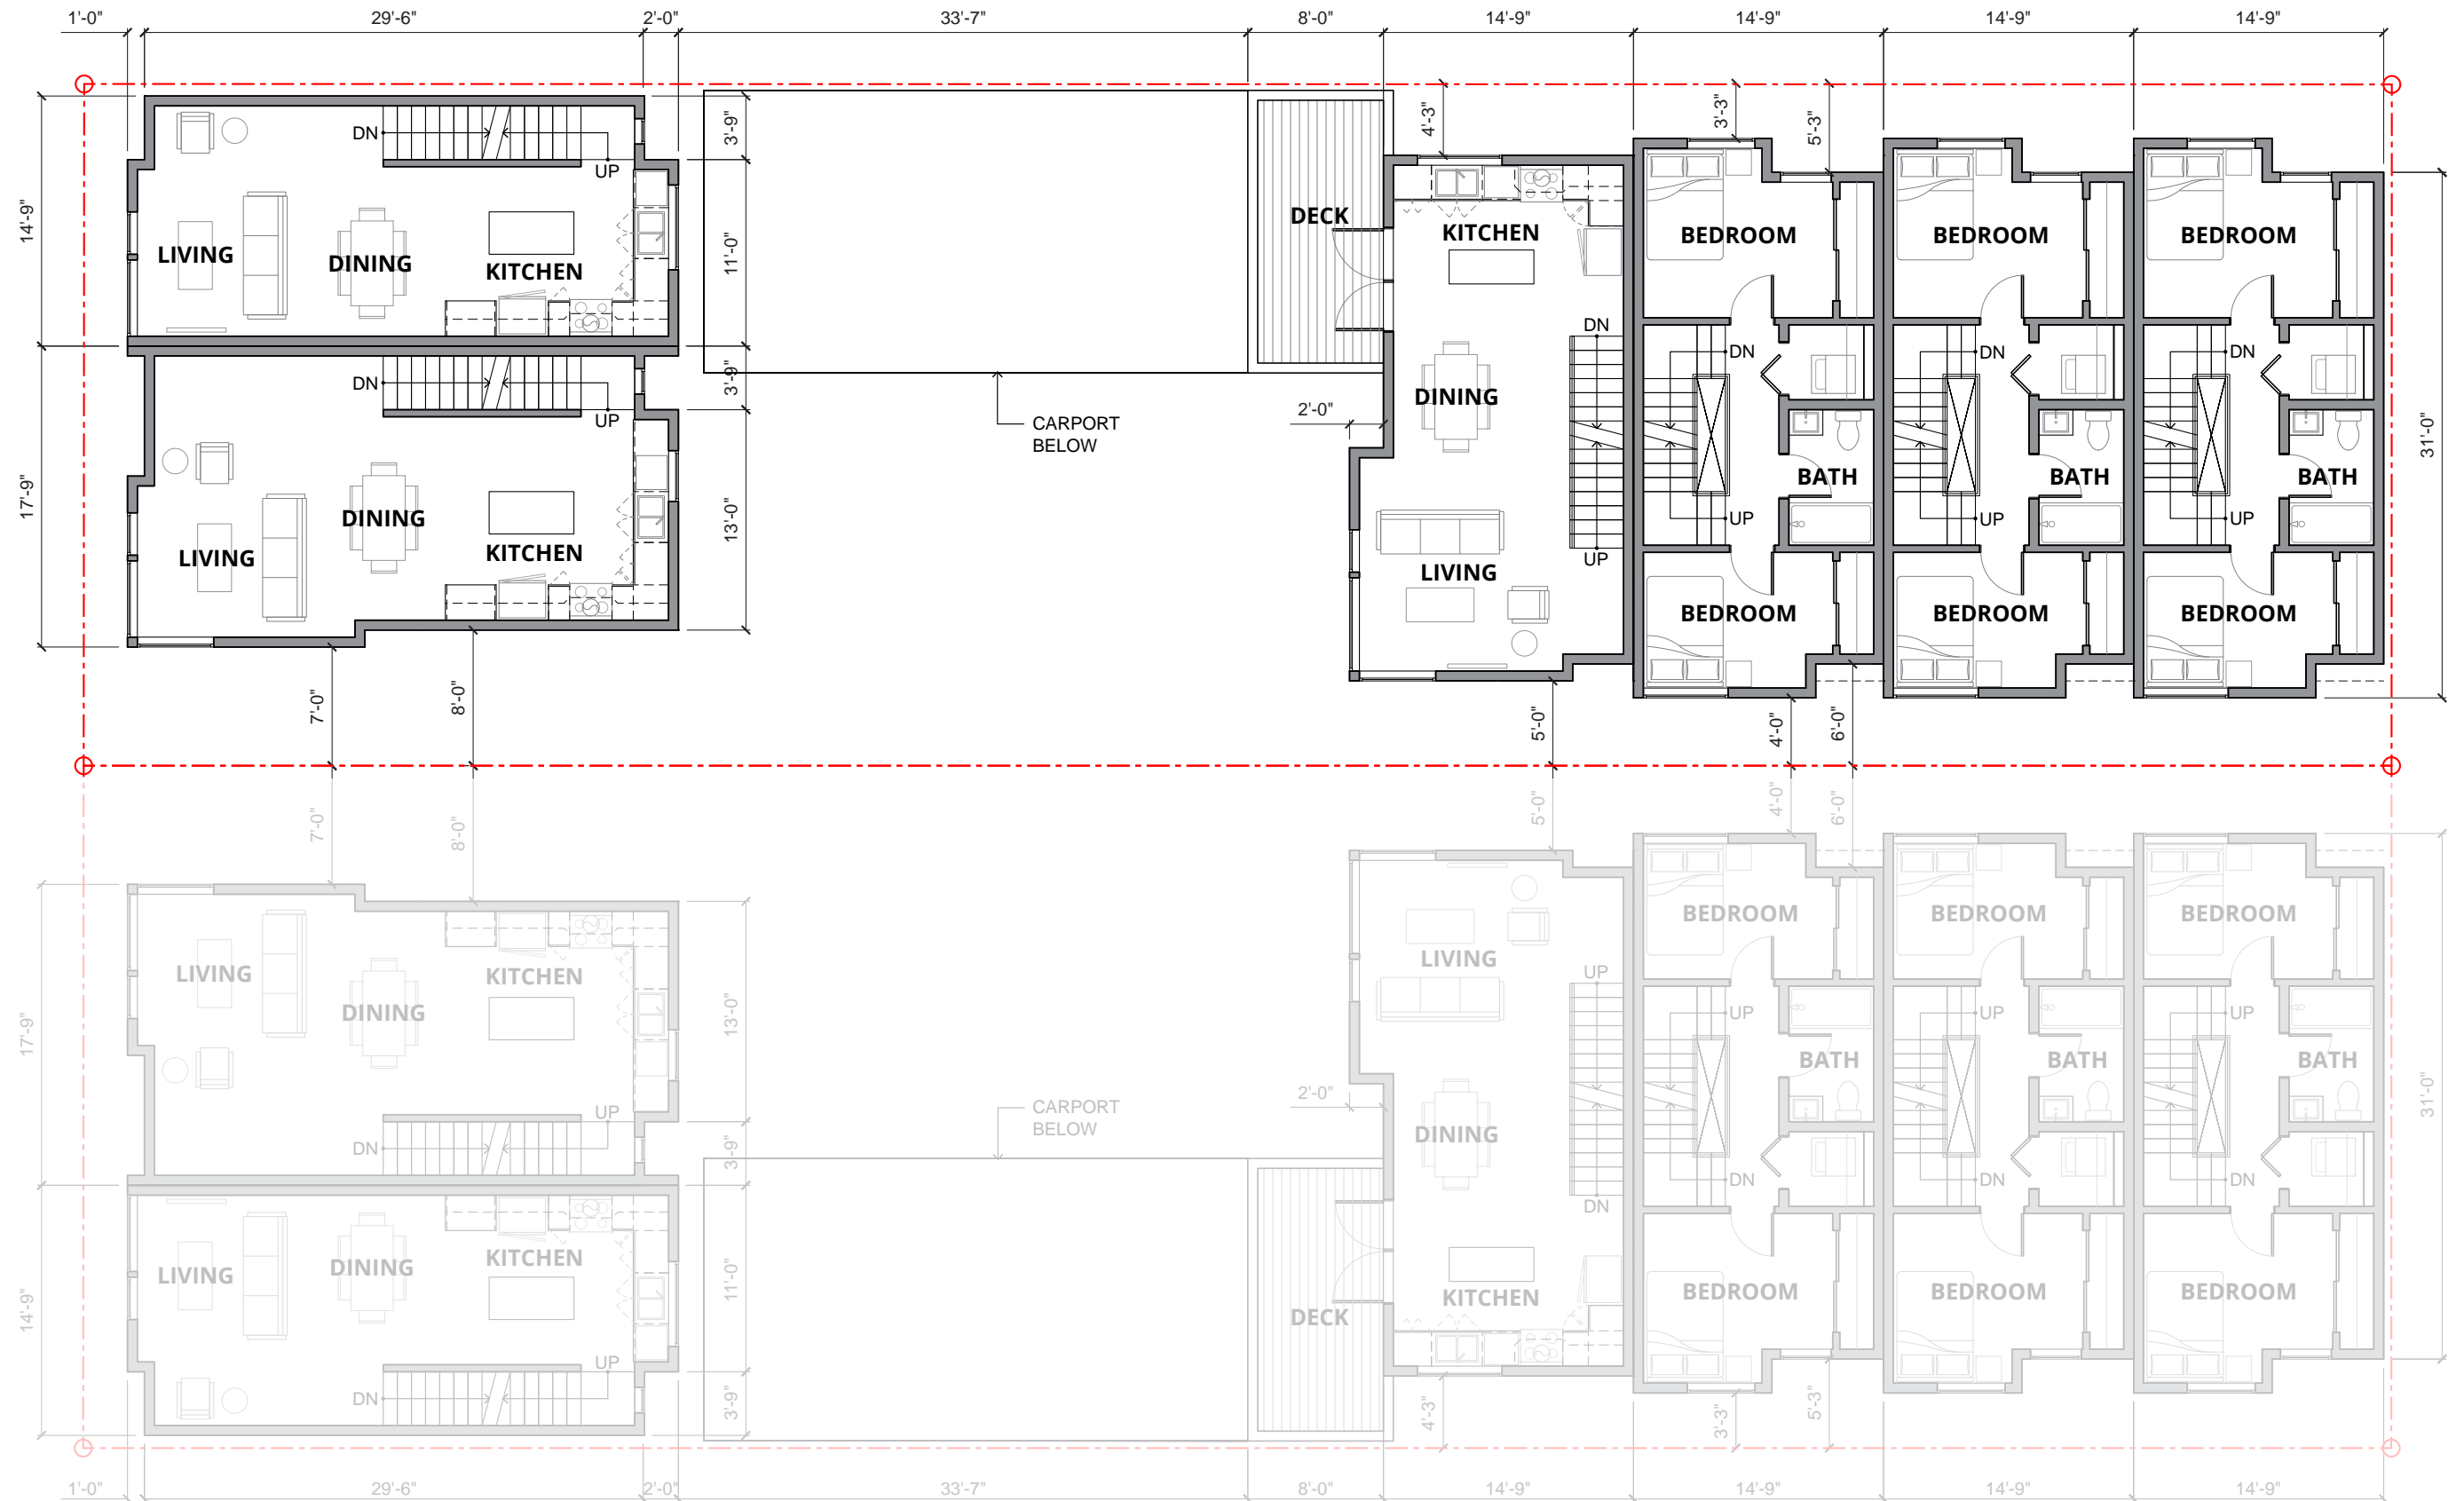 1'-0" 29'-6" 2'-0" 33'-7" 8'-0" 14'-9" 14'-9" 14'-9" 14'-9"
4'-3" 3'-3" 5'-3"
3'-9"
DN
UP
14'-9"
11'-0"
LIVING DINING KITCHEN
DECK KITCHEN BEDROOM BEDROOM BEDROOM
DN
DN DN DN
DN
3'-9"
UP
DINING
2'-0"
CARPORT
BELOW
31'-0"
BATH BATH BATH
17'-9"
13'-0"
LIVING DINING KITCHEN
UP UP UP
UP
LIVING
BEDROOM BEDROOM BEDROOM
7'-0" 8'-0" 5'-0" 4'-0" 6'-0"
7'-0" 8'-0" 5'-0" 4'-0" 6'-0"
BEDROOM BEDROOM BEDROOM
LIVING
UP
LIVING DINING KITCHEN
17'-9"
13'-0"
UP UP UP
BATH BATH BATH
31'-0"
2'-0"
CARPORT
BELOW
DINING
UP
DN
3'-9"
DN DN DN
DN
LIVING DINING KITCHEN
14'-9"
11'-0"
DECK KITCHEN BEDROOM BEDROOM BEDROOM
UP
DN
3'-9"
4'-3" 3'-3" 5'-3"
1'-0" 29'-6" 2'-0" 33'-7" 8'-0" 14'-9" 14'-9" 14'-9" 14'-9"